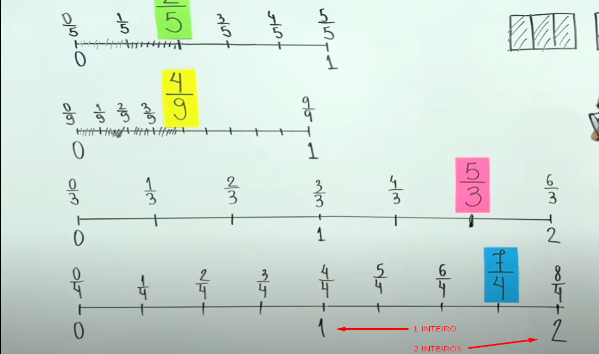 0/5 1/5 2/5 3/5 4/5 5/5
0 1
0/9 1/9 2/9 3/9 4/9 9/9
0 1
0/3 1/3 2/3 3/3 4/3 5/3 6/3
0 1 2
0/4 1/4 2/4 3/4 4/4 5/4 6/4 7/4 8/4
0 1 2
1 INTEIRO
2 INTEIROS